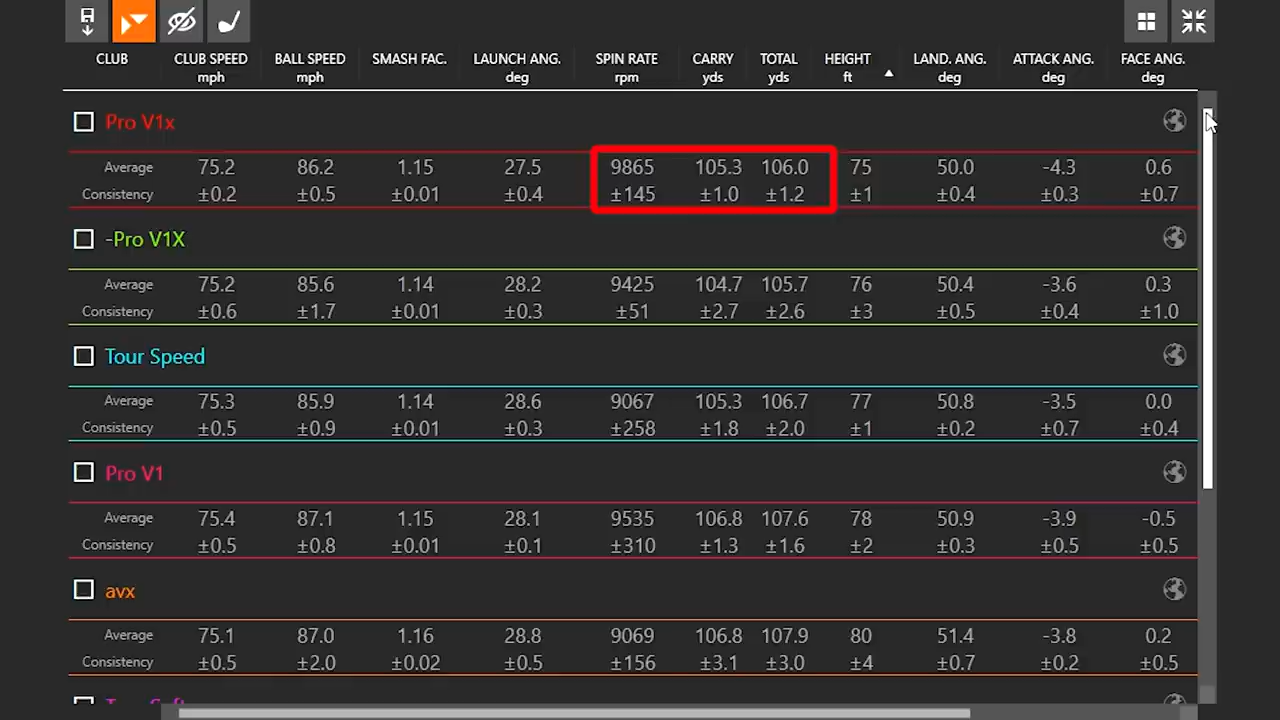 CLUB CLUB SPEED BALL SPEED SMASH FAC. LAUNCH ANG. SPIN RATE CARRY TOTAL HEIGHT LAND. ANG. ATTACK ANG. FACE ANG.
mph mph deg rpm yds yds ft deg deg deg
Pro V1x
Average 75.2 86.2 1.15 27.5 9865 105.3 106.0 75 50.0 -4.3 0.6
Consistency ±0.2 ±0.5 ±0.01 ±0.4 ±145 ±1.0 ±1.2 ±1 ±0.4 ±0.3 ±0.7
-Pro V1X
Average 75.2 85.6 1.14 28.2 9425 104.7 105.7 76 50.4 -3.6 0.3
Consistency ±0.6 ±1.7 ±0.01 ±0.3 ±51 ±2.7 ±2.6 ±3 ±0.5 ±0.4 ±1.0
Tour Speed
Average 75.3 85.9 1.14 28.6 9067 105.3 106.7 77 50.8 -3.5 0.0
Consistency ±0.5 ±0.9 ±0.01 ±0.3 ±258 ±1.8 ±2.0 ±1 ±0.2 ±0.7 ±0.4
Pro V1
Average 75.4 87.1 1.15 28.1 9535 106.8 107.6 78 50.9 -3.9 -0.5
Consistency ±0.5 ±0.8 ±0.01 ±0.1 ±310 ±1.3 ±1.6 ±2 ±0.3 ±0.5 ±0.5
avx
Average 75.1 87.0 1.16 28.8 9069 106.8 107.9 80 51.4 -3.8 0.2
Consistency ±0.5 ±2.0 ±0.02 ±0.5 ±156 ±3.1 ±3.0 ±4 ±0.7 ±0.2 ±0.5